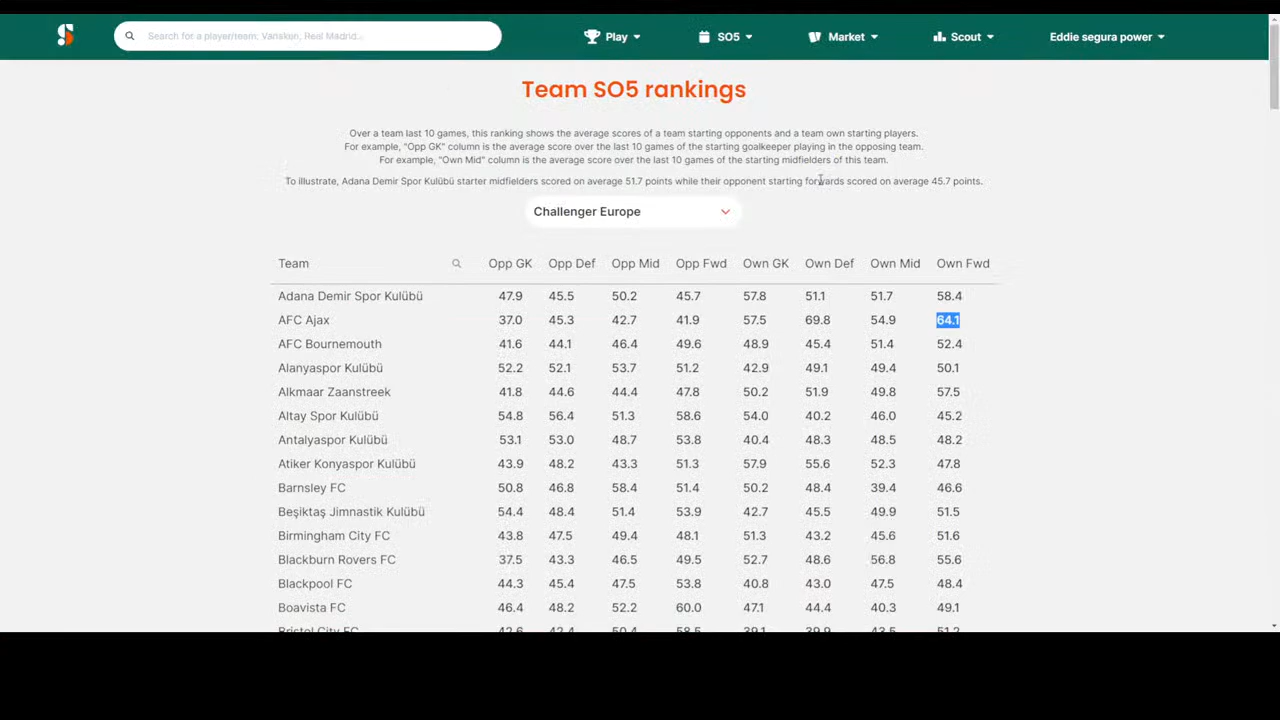 Search for a player/team: Vansken, Real Madrid...
Play
SO5
Market
Scout
Eddie segura power
Team SO5 rankings
Over a team last 10 games, this ranking shows the average scores of a team starting opponents and a team own starting players.
For example, "Opp GK" column is the average score over the last 10 games of the starting goalkeeper playing in the opposing team.
For example, "Own Mid" column is the average score over the last 10 games of the starting midfielders of this team.
To illustrate, Adana Demir Spor Kulübü starter midfielders scored on average 51.7 points while their opponent starting forwards scored on average 45.7 points.
Challenger Europe
Team Opp GK Opp Def Opp Mid Opp Fwd Own GK Own Def Own Mid Own Fwd
Adana Demir Spor Kulübü 47.9 45.5 50.2 45.7 57.8 51.1 51.7 58.4
AFC Ajax 37.0 45.3 42.7 41.9 57.5 69.8 54.9 64.1
AFC Bournemouth 41.6 44.1 46.4 49.6 48.9 45.4 51.4 52.4
Alanyaspor Kulübü 52.2 52.1 53.7 51.2 42.9 49.1 49.4 50.1
Alkmaar Zaanstreek 41.8 44.6 44.4 47.8 50.2 51.9 49.8 57.5
Altay Spor Kulübü 54.8 56.4 51.3 58.6 54.0 40.2 46.0 45.2
Antalyaspor Kulübü 53.1 53.0 48.7 53.8 40.4 48.3 48.5 48.2
Atiker Konyaspor Kulübü 43.9 48.2 43.3 51.3 57.9 55.6 52.3 47.8
Barnsley FC 50.8 46.8 58.4 51.4 50.2 48.4 39.4 46.6
Beşiktaş Jimnastik Kulübü 54.4 48.4 51.4 53.9 42.7 45.5 49.9 51.5
Birmingham City FC 43.8 47.5 49.4 48.1 51.3 43.2 45.6 51.6
Blackburn Rovers FC 37.5 43.3 46.5 49.5 52.7 48.6 56.8 55.6
Blackpool FC 44.3 45.4 47.5 53.8 40.8 43.0 47.5 48.4
Boavista FC 46.4 48.2 52.2 60.0 47.1 44.4 40.3 49.1
Bristol City FC 42.6 42.4 50.4 58.5 39.1 39.9 43.5 51.2